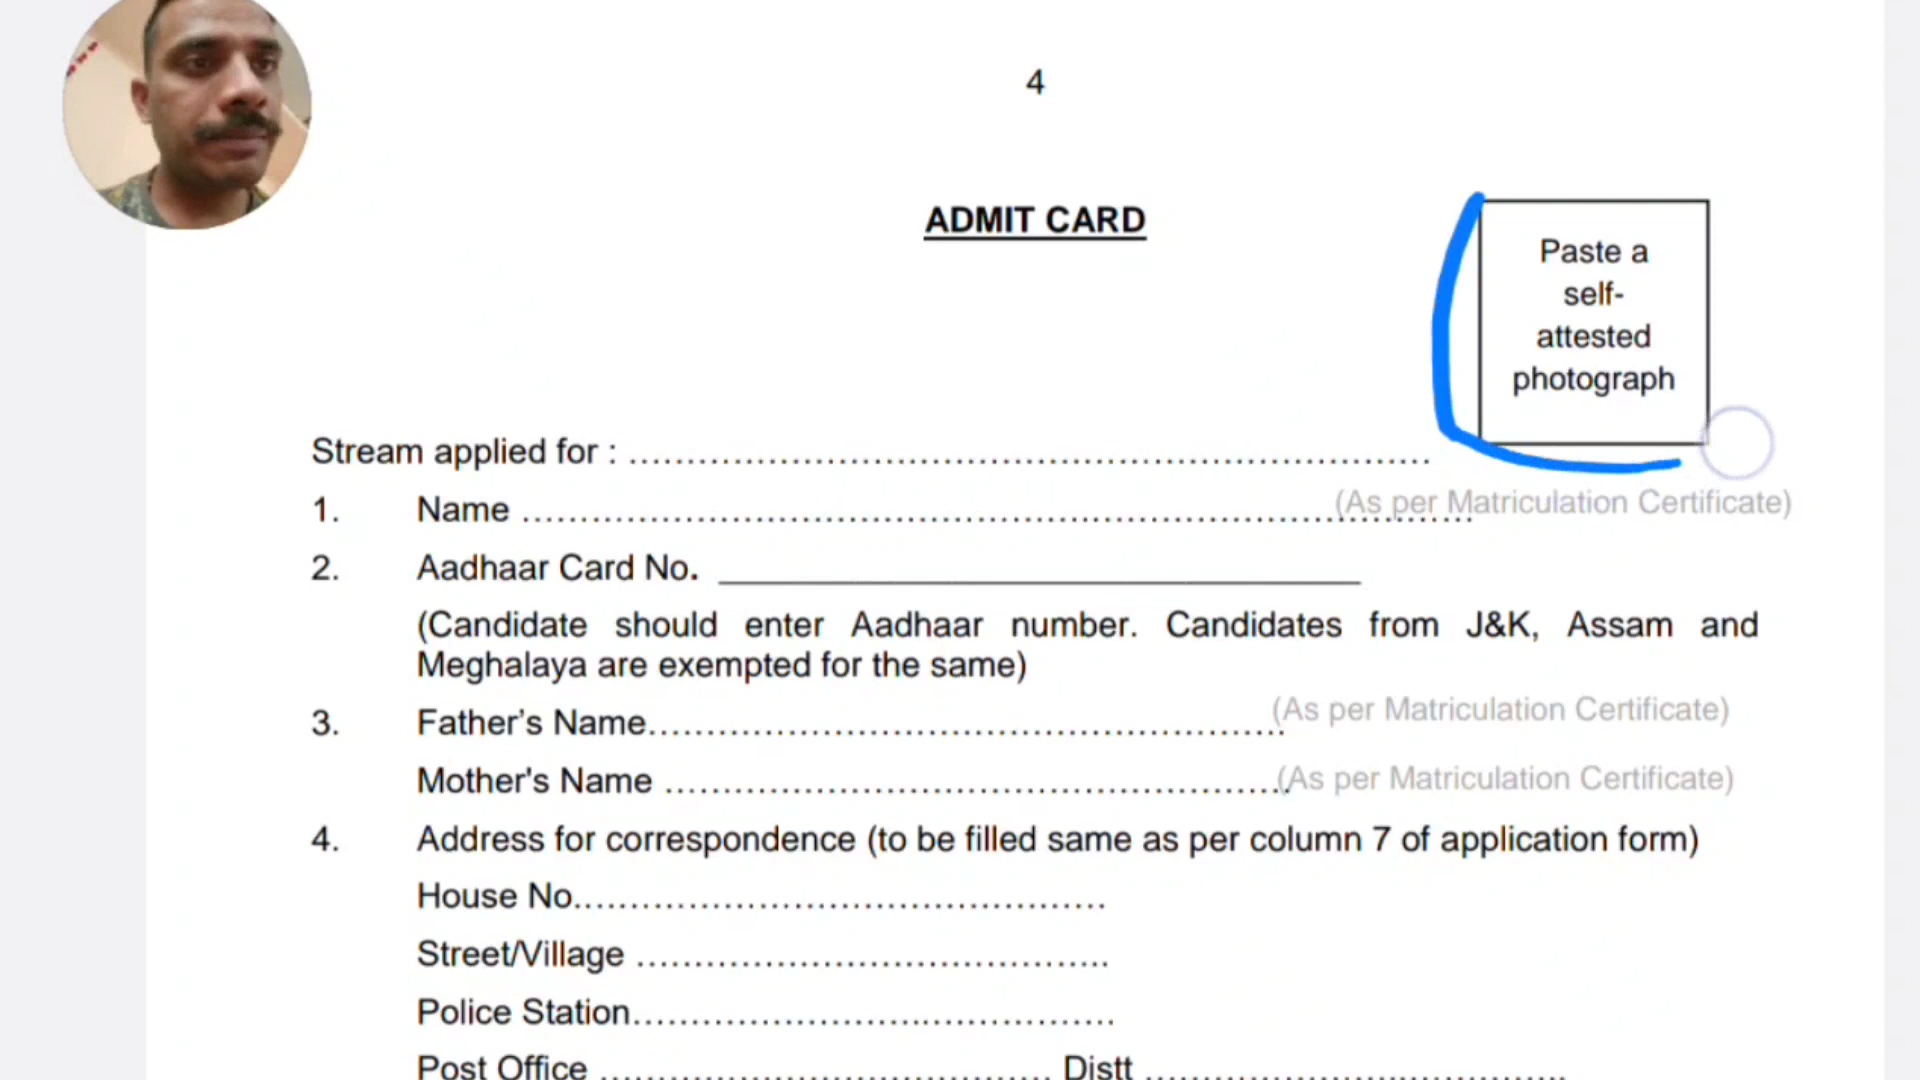 4
ADMIT CARD
Paste a
self-
attested
photograph
Stream applied for : ……………………………………………………………………
1. Name ……………………………………………………………………………… (As per Matriculation Certificate)
2. Aadhaar Card No. ___________________________________
(Candidate should enter Aadhaar number. Candidates from J&K, Assam and
Meghalaya are exempted for the same)
3. Father’s Name……………………………………………………… (As per Matriculation Certificate)
Mother's Name …………………………………………………….. (As per Matriculation Certificate)
4. Address for correspondence (to be filled same as per column 7 of application form)
House No……………………………………………
Street/Village ……………………………………..
Police Station……………………………………….
Post Office …………………………………… Distt ………………………………….